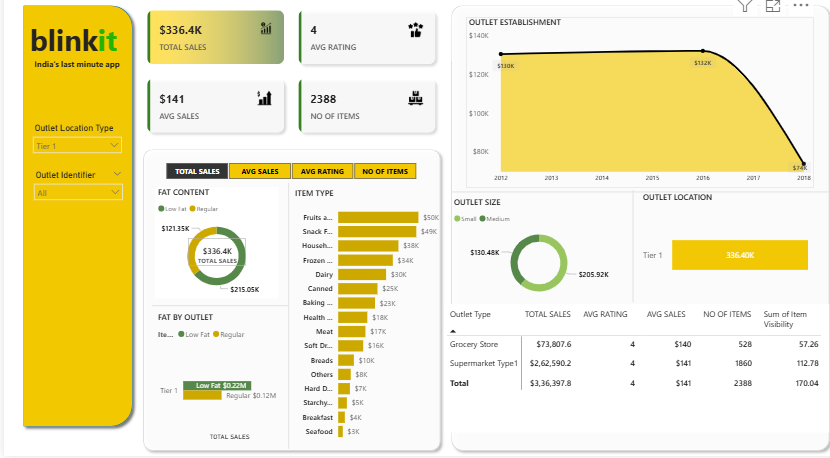 blinkit
India's last minute app
Outlet Location Type
Tier 1
Outlet Identifier
All
$336.4K
TOTAL SALES
4
AVG RATING
$141
AVG SALES
2388
NO OF ITEMS
TOTAL SALES
AVG SALES
AVG RATING
NO OF ITEMS
FAT CONTENT
Low Fat Regular
$121.35K
$336.4K
TOTAL SALES
$215.05K
FAT BY OUTLET
Ite... Low Fat Regular
Tier 1
Low Fat $0.22M
Regular $0.12M
TOTAL SALES
ITEM TYPE
Fruits a... $50K
Snack F... $49K
Househ... $38K
Frozen ... $34K
Dairy $30K
Canned $25K
Baking ... $23K
Health ... $18K
Meat $17K
Soft Dr... $16K
Breads $10K
Others $8K
Hard D... $7K
Starchy... $5K
Breakfast $4K
Seafood $3K
OUTLET ESTABLISHMENT
$140K
$120K
$100K
$80K
$130K
$132K
$74K
2012 2013 2014 2015 2016 2017 2018
OUTLET SIZE
Small Medium
$130.48K
$205.92K
OUTLET LOCATION
Tier 1 336.40K
Outlet Type TOTAL SALES AVG RATING AVG SALES NO OF ITEMS Sum of Item
Visibility
Grocery Store $73,807.6 4 $140 528 57.26
Supermarket Type1 $2,62,590.2 4 $141 1860 112.78
Total $3,36,397.8 4 $141 2388 170.04